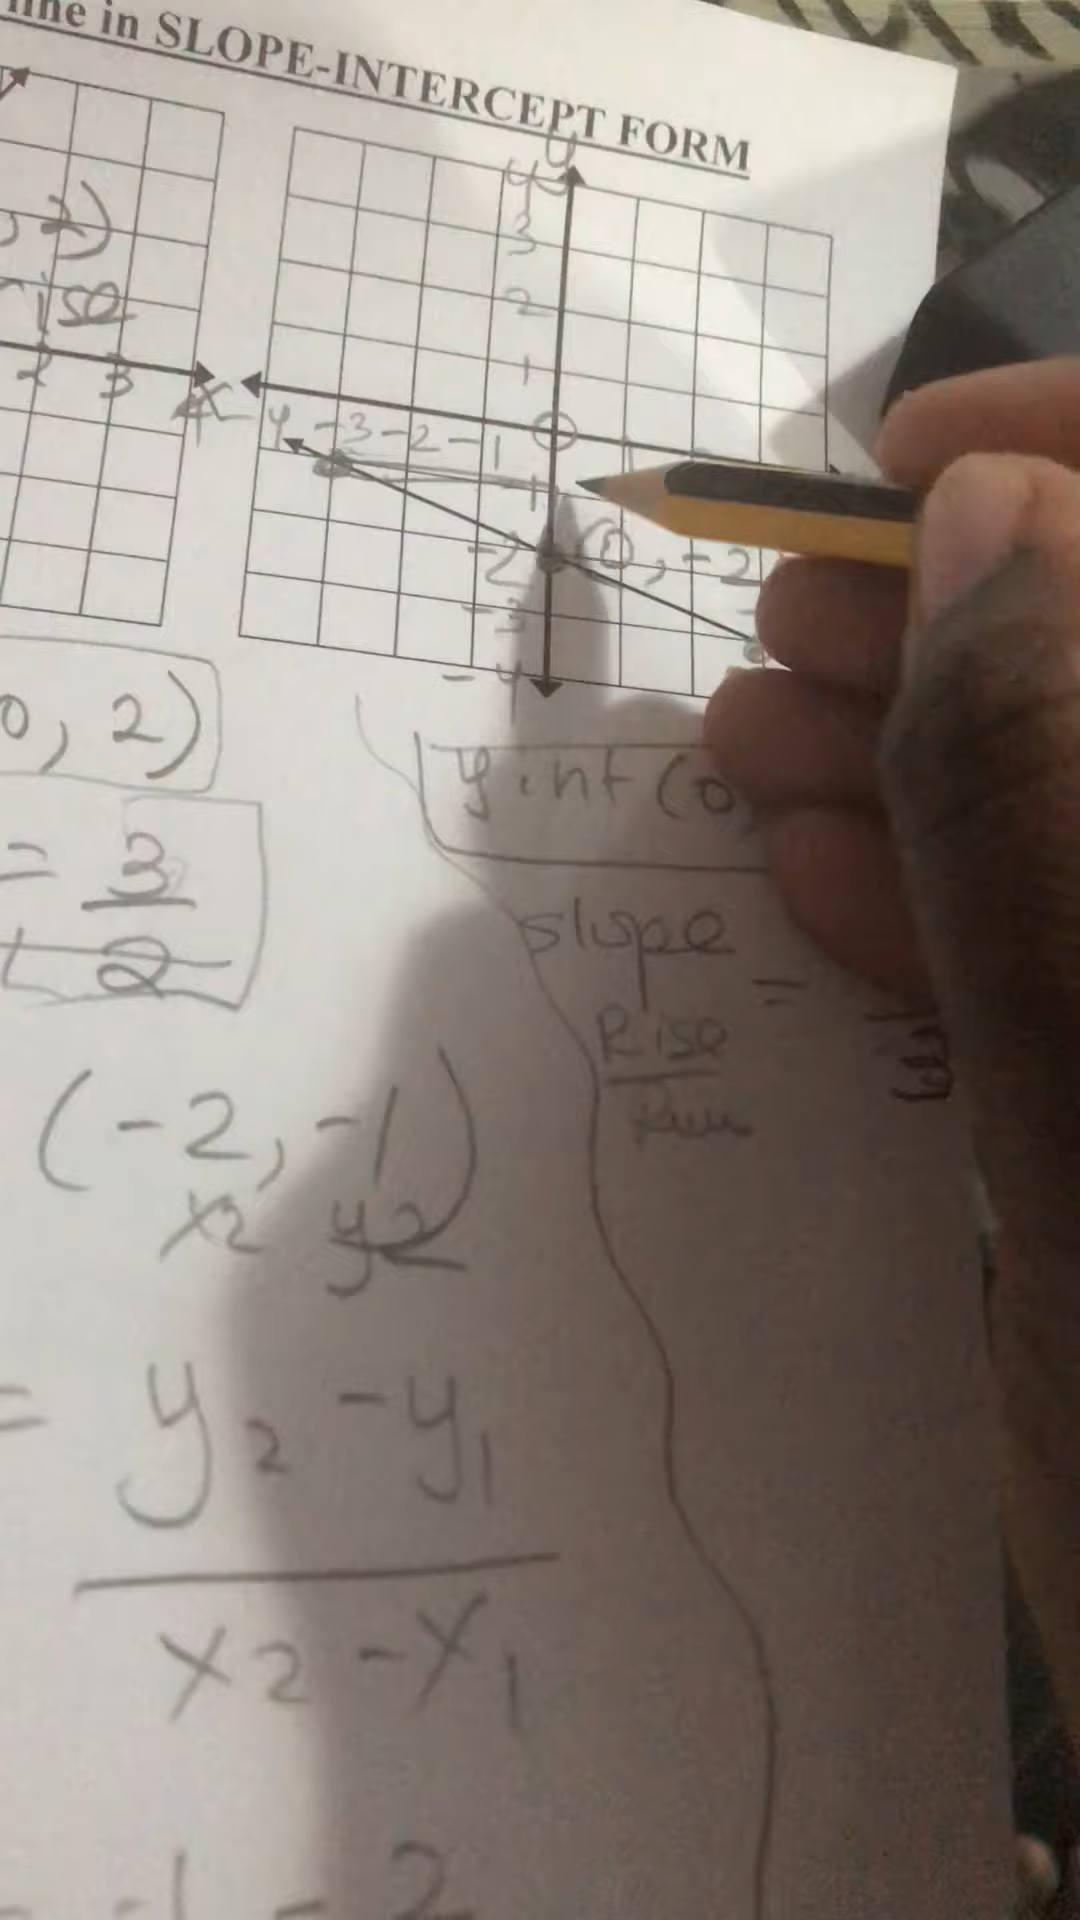 line in SLOPE-INTERCEPT FORM
y
4
3
2
1
-3 -2 -1
-2
-3
-4
(0, -2
2)
rise
2 3 4 x
0, 2)
= 3
2
y int (0
slope
=
Rise
Run
(-2, -1)
x2 y2
= y2 - y1
x2 - x1
-1 - 2